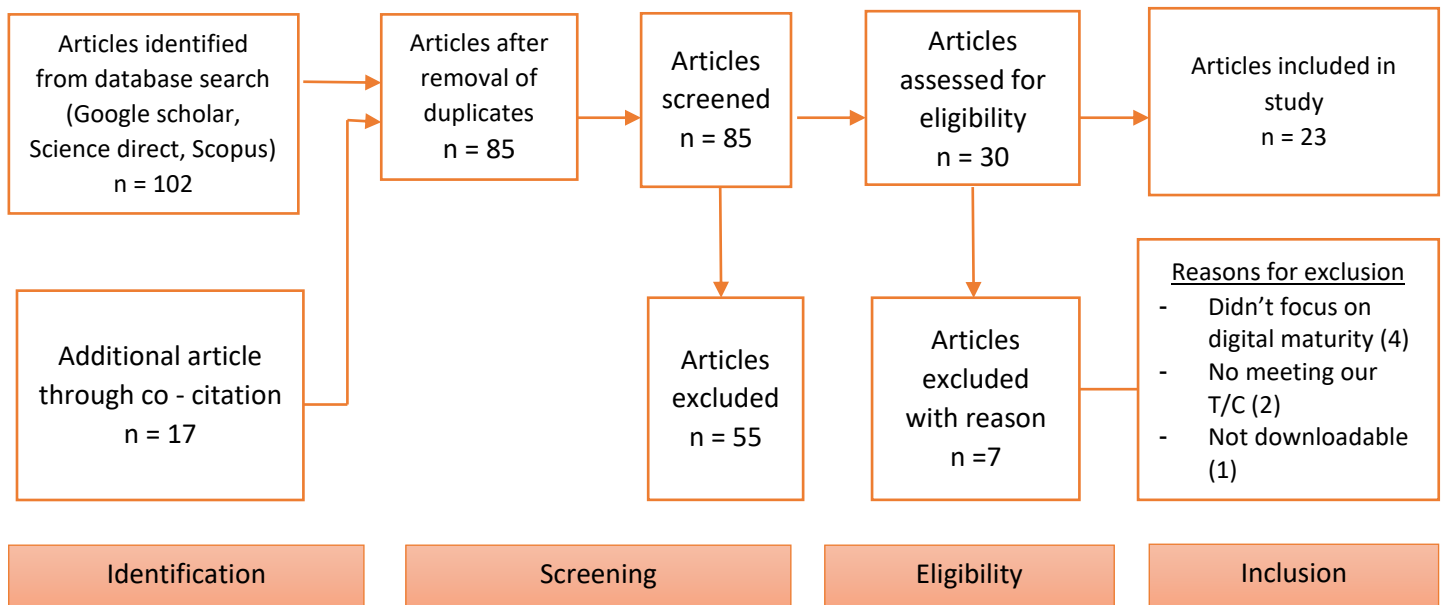 Articles identified
from database search
(Google scholar,
Science direct, Scopus)
n = 102
Articles after
removal of
duplicates
n = 85
Articles
screened
n = 85
Articles
assessed for
eligibility
n = 30
Articles included in
study
n = 23
Additional article
through co - citation
n = 17
Articles
excluded
n = 55
Articles
excluded
with reason
n =7
Reasons for exclusion
- Didn’t focus on
digital maturity (4)
- No meeting our
T/C (2)
- Not downloadable
(1)
Identification
Screening
Eligibility
Inclusion